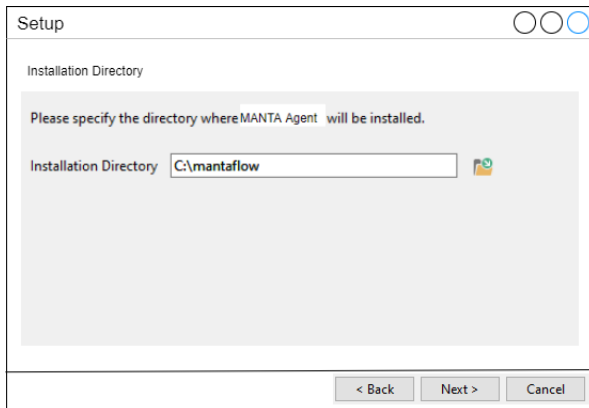 Setup
Installation Directory
Please specify the directory where MANTA Agent will be installed.
Installation Directory C:\mantaflow
< Back Next > Cancel